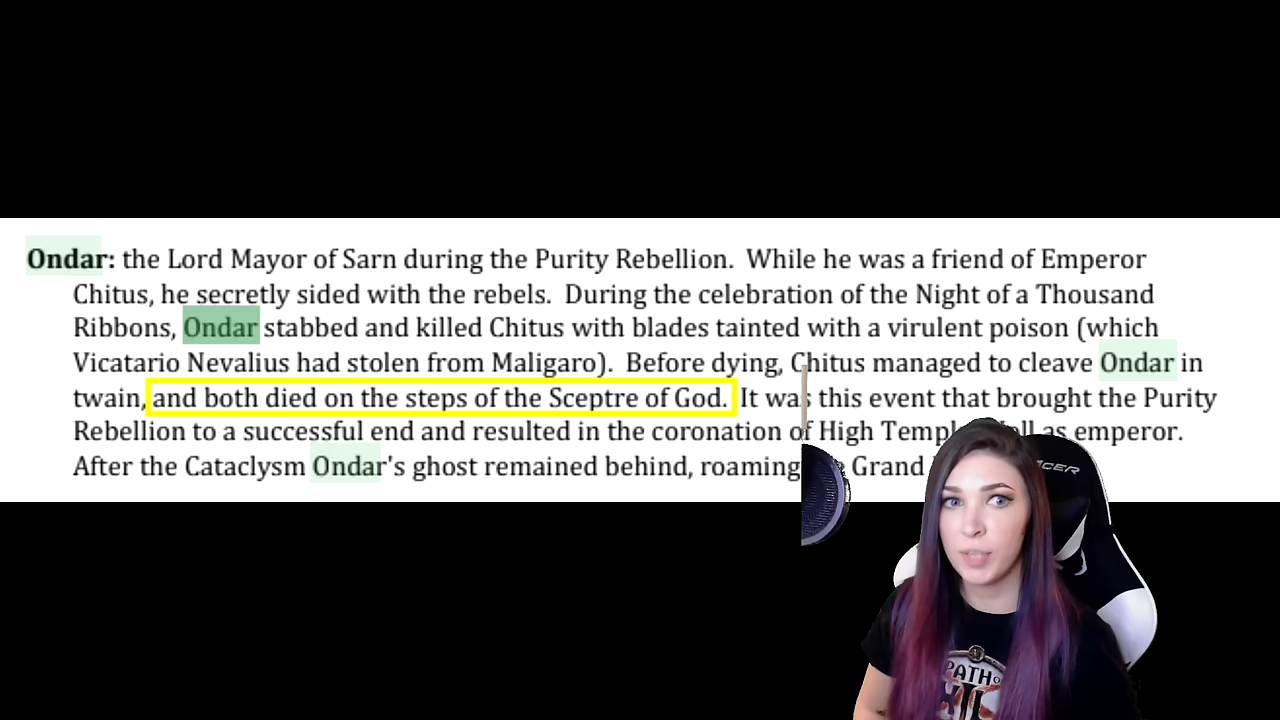 Ondar: the Lord Mayor of Sarn during the Purity Rebellion. While he was a friend of Emperor
Chitus, he secretly sided with the rebels. During the celebration of the Night of a Thousand
Ribbons, Ondar stabbed and killed Chitus with blades tainted with a virulent poison (which
Vicatario Nevalius had stolen from Maligaro). Before dying, Chitus managed to cleave Ondar in
twain, and both died on the steps of the Sceptre of God. It was this event that brought the Purity
Rebellion to a successful end and resulted in the coronation of High Templ as emperor.
After the Cataclysm Ondar's ghost remained behind, roaming Grand
ACER
PATH